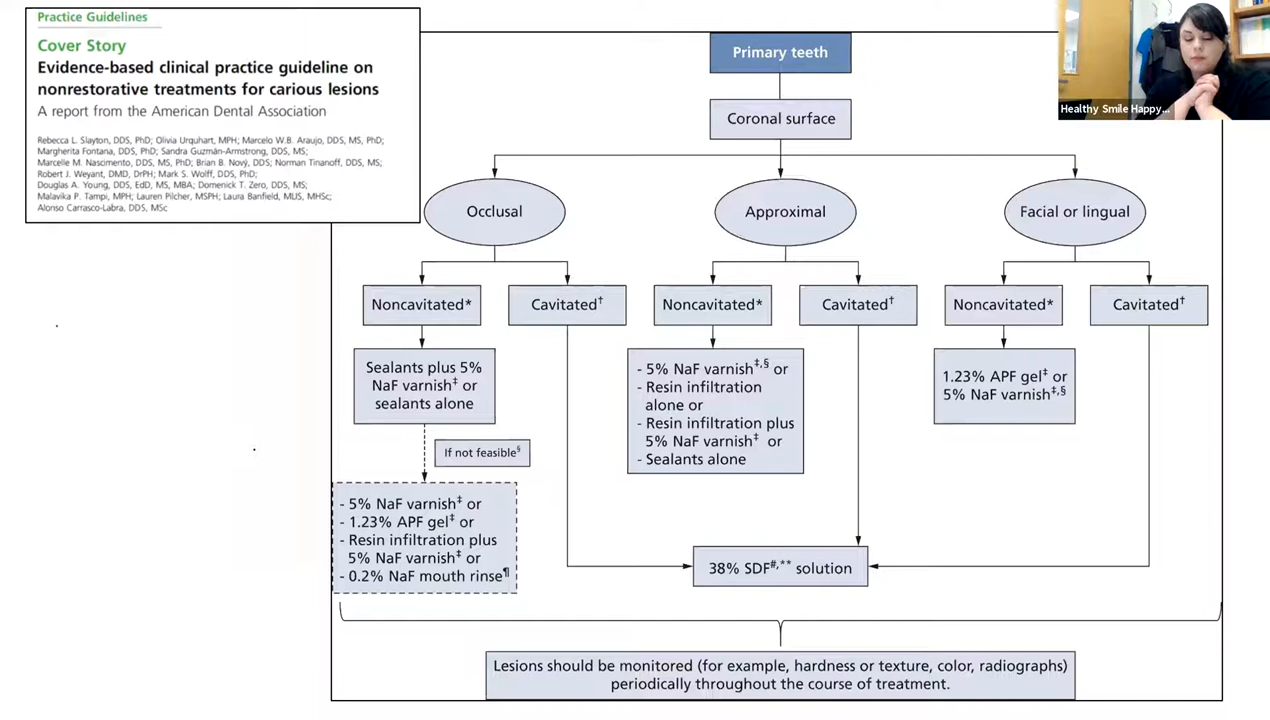 Practice Guidelines
Cover Story
Evidence-based clinical practice guideline on
nonrestorative treatments for carious lesions
A report from the American Dental Association
Rebecca L. Slayton, DDS, PhD; Olivia Urquhart, MPH; Marcelo W.B. Araujo, DDS, MS, PhD;
Margherita Fontana, DDS, PhD; Sandra Guzmán-Armstrong, DDS, MS;
Marcelle M. Nascimento, DDS, MS, PhD; Brian B. Nový, DDS; Norman Tinanoff, DDS, MS;
Robert J. Weyant, DMD, DrPH; Mark S. Wolff, DDS, PhD;
Douglas A. Young, DDS, EdD, MS, MBA; Domenick T. Zero, DDS, MS;
Malavika P. Tampi, MPH; Lauren Pilcher, MSPH; Laura Banfield, MLIS, MHSc;
Alonso Carrasco-Labra, DDS, MSc
Healthy Smile Happy...
Primary teeth
Coronal surface
Occlusal
Approximal
Facial or lingual
Noncavitated*
Cavitated†
Noncavitated*
Cavitated†
Noncavitated*
Cavitated†
Sealants plus 5%
NaF varnish‡ or
sealants alone
- 5% NaF varnish‡,§ or
- Resin infiltration
alone or
- Resin infiltration plus
5% NaF varnish‡ or
- Sealants alone
1.23% APF gel‡ or
5% NaF varnish‡,§
If not feasible§
- 5% NaF varnish‡ or
- 1.23% APF gel‡ or
- Resin infiltration plus
5% NaF varnish‡ or
- 0.2% NaF mouth rinse¶
38% SDF#,** solution
Lesions should be monitored (for example, hardness or texture, color, radiographs)
periodically throughout the course of treatment.